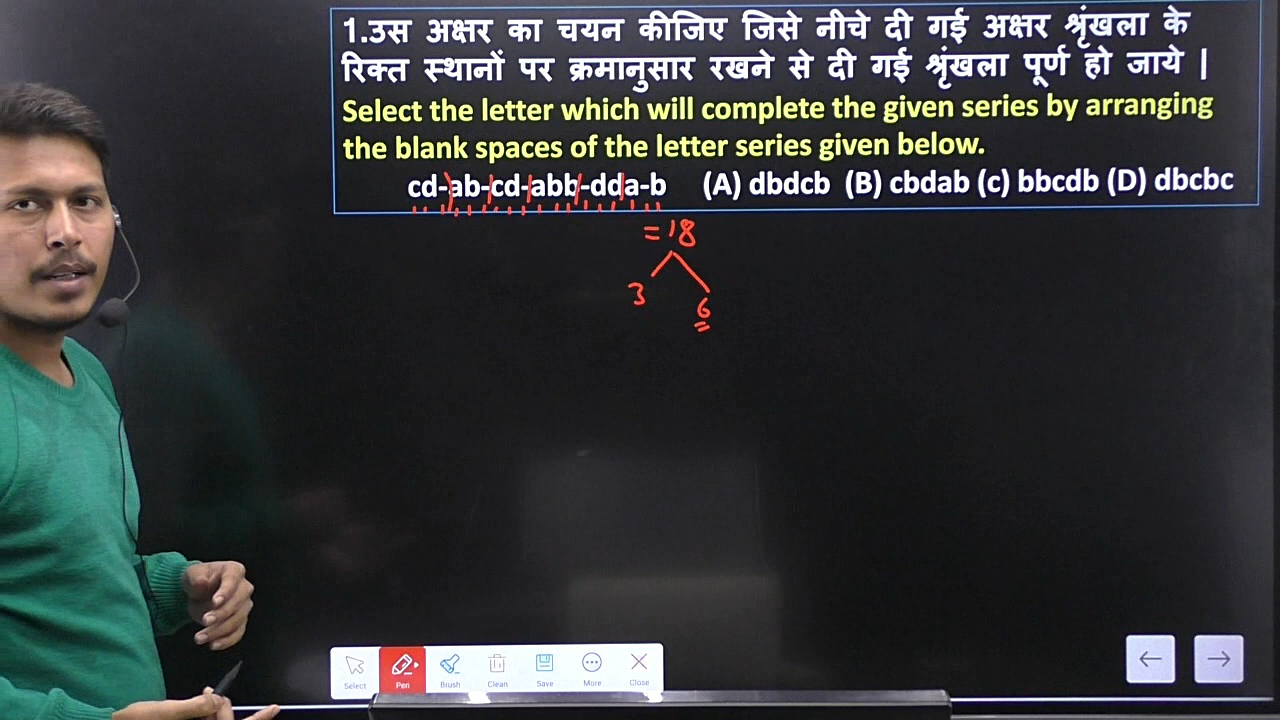 1.उस अक्षर का चयन कीजिए जिसे नीचे दी गई अक्षर श्रृंखला के
रिक्त स्थानों पर क्रमानुसार रखने से दी गई श्रृंखला पूर्ण हो जाये |
Select the letter which will complete the given series by arranging
the blank spaces of the letter series given below.
cd-ab-cd-abb-dda-b (A) dbdcb (B) cbdab (c) bbcdb (D) dbcbc
=18
3 6
Select Pen Brush Clean Save More Close